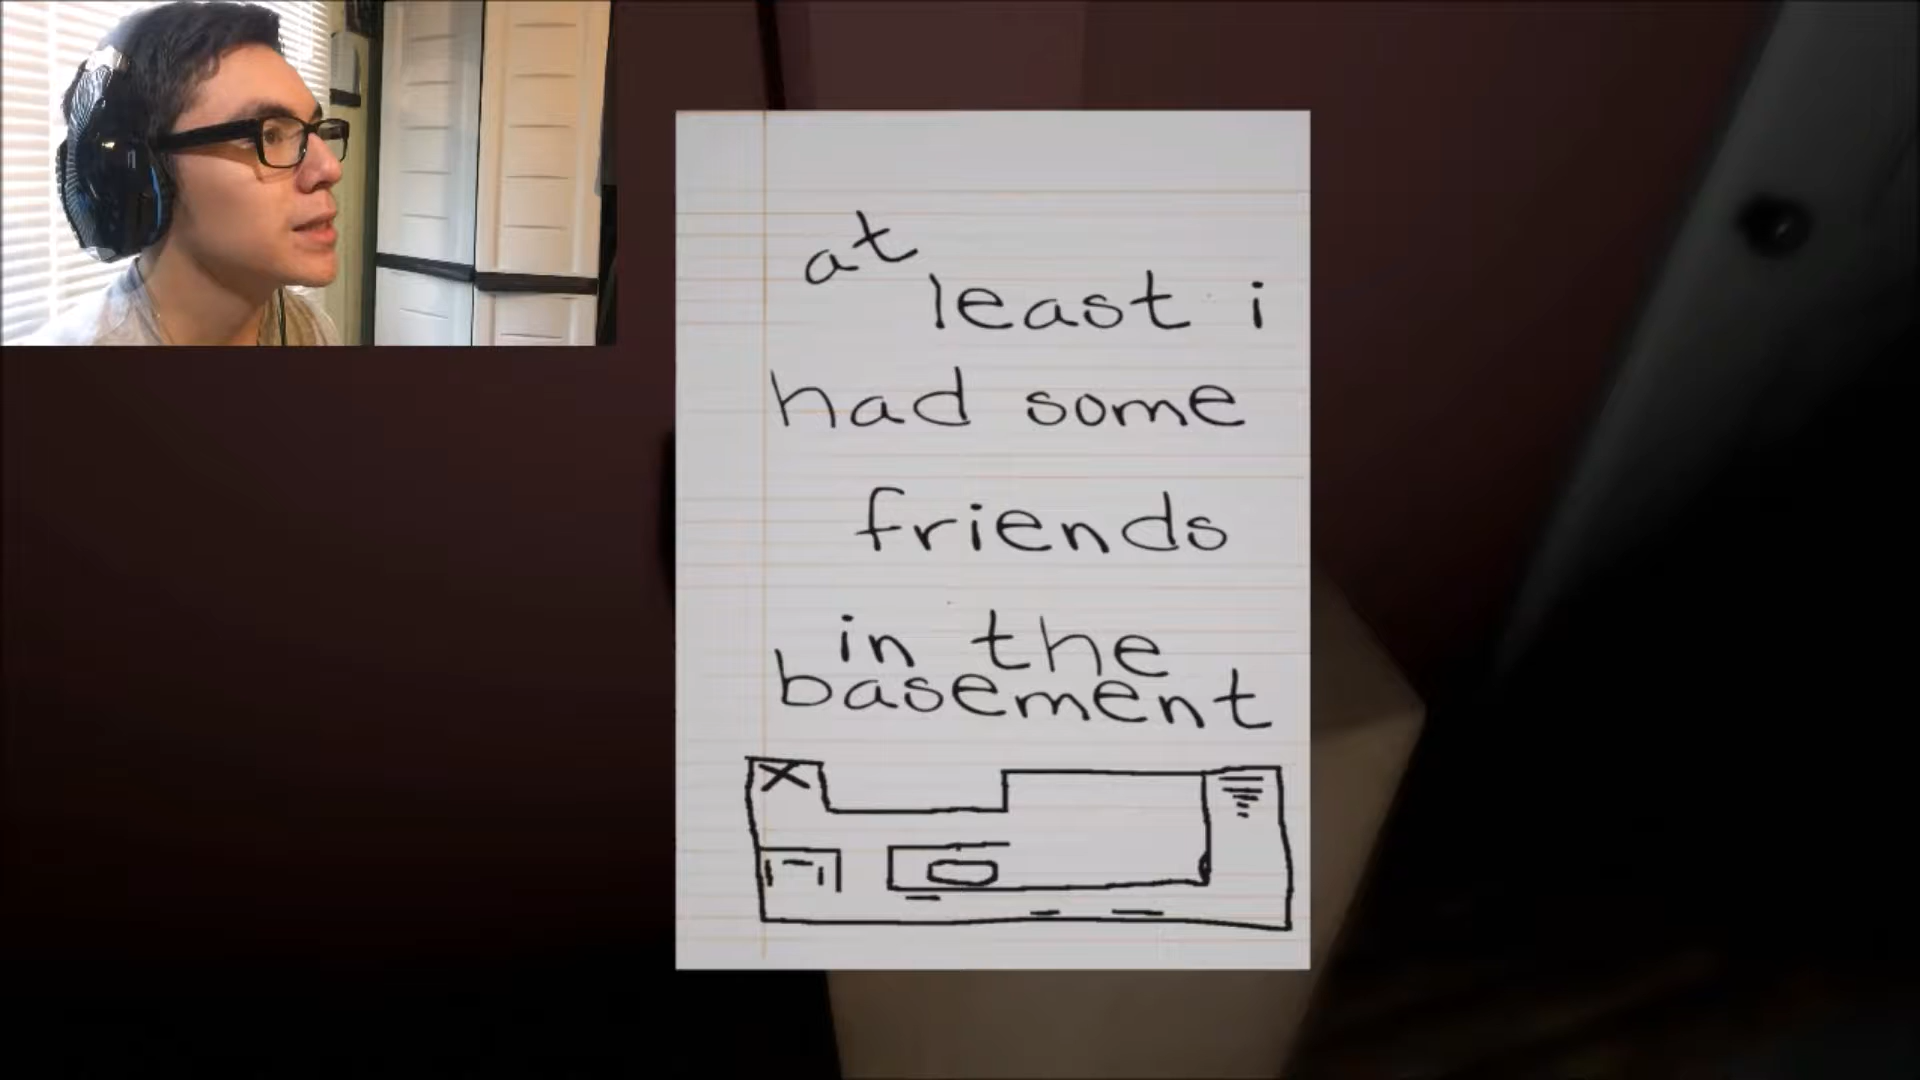 at
least i
had some
friends
in the
basement